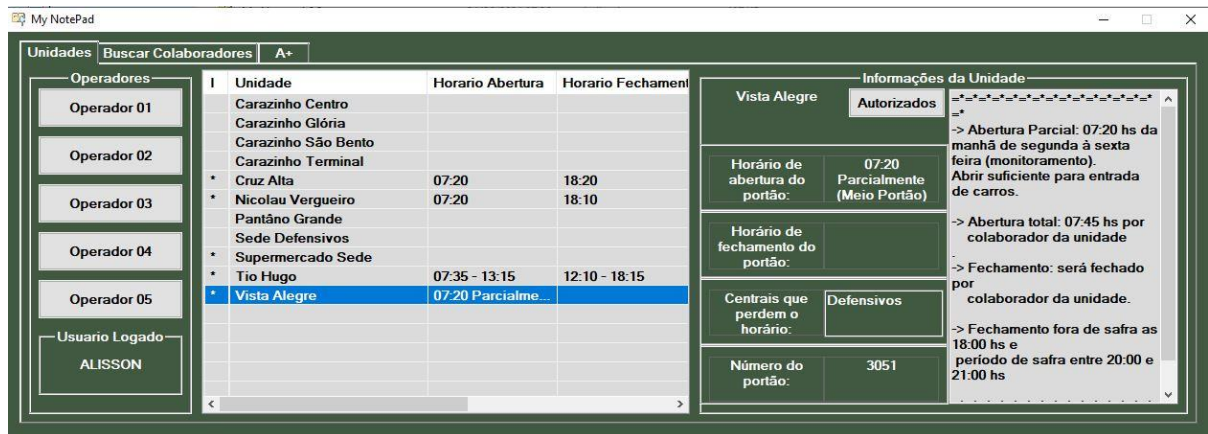 My NotePad
Unidades Buscar Colaboradores A+
Operadores
Operador 01
Operador 02
Operador 03
Operador 04
Operador 05
Usuario Logado
ALISSON
I Unidade Horario Abertura Horario Fechament
Carazinho Centro
Carazinho Glória
Carazinho São Bento
Carazinho Terminal
* Cruz Alta 07:20 18:20
* Nicolau Vergueiro 07:20 18:10
Pantâno Grande
Sede Defensivos
* Supermercado Sede
* Tio Hugo 07:35 - 13:15 12:10 - 18:15
* Vista Alegre 07:20 Parcialme...
Informações da Unidade
Vista Alegre
Autorizados
Horário de
abertura do
portão:
07:20
Parcialmente
(Meio Portão)
Horário de
fechamento do
portão:
Centrais que
perdem o
horário:
Defensivos
Número do
portão:
3051
=*=*=*=*=*=*=*=*=*=*=*=*=*=*=*
=*
-> Abertura Parcial: 07:20 hs da
manhã de segunda à sexta
feira (monitoramento).
Abrir suficiente para entrada
de carros.
-> Abertura total: 07:45 hs por
colaborador da unidade
.
-> Fechamento: será fechado
por
colaborador da unidade.
-> Fechamento fora de safra as
18:00 hs e
período de safra entre 20:00 e
21:00 hs